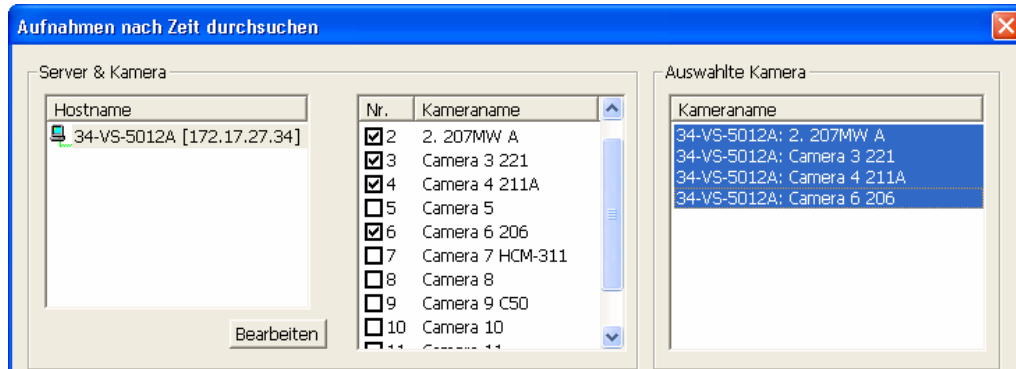 Aufnahmen nach Zeit durchsuchen
Server & Kamera
Hostname
34-VS-5012A [172.17.27.34]
Bearbeiten
Nr. Kameraname
2 2. 207MW A
3 Camera 3 221
4 Camera 4 211A
5 Camera 5
6 Camera 6 206
7 Camera 7 HCM-311
8 Camera 8
9 Camera 9 C50
10 Camera 10
Auswahlte Kamera
Kameraname
34-VS-5012A: 2. 207MW A
34-VS-5012A: Camera 3 221
34-VS-5012A: Camera 4 211A
34-VS-5012A: Camera 6 206